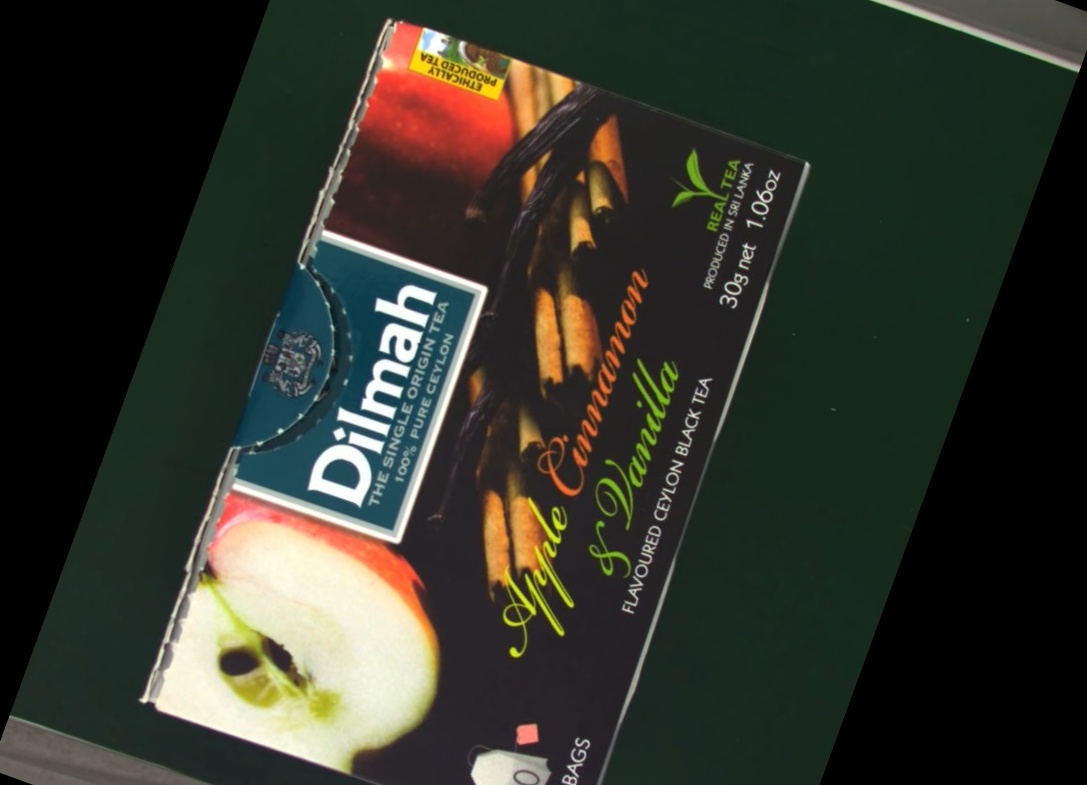 Dilmah
THE SINGLE ORIGIN TEA
100% PURE CEYLON
ETHICALLY
PRODUCED TEA
Apple Cinnamon
& Vanilla
FLAVOURED CEYLON BLACK TEA
REAL TEA
PRODUCED IN SRI LANKA
30g net 1.06oz
BAGS